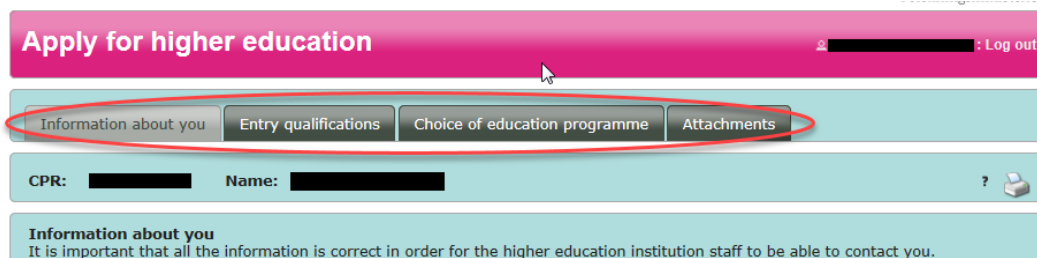 Apply for higher education
: Log out
Information about you Entry qualifications Choice of education programme Attachments
CPR: Name: ?
Information about you
It is important that all the information is correct in order for the higher education institution staff to be able to contact you.